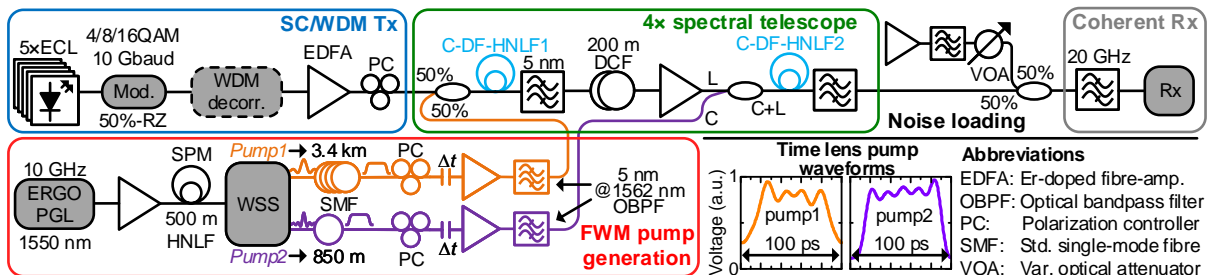 SC/WDM Tx
5×ECL
4/8/16QAM
10 Gbaud
Mod.
50%-RZ
WDM
decorr.
EDFA
PC
4× spectral telescope
50%
50%
C-DF-HNLF1
5 nm
200 m
DCF
L
C
C+L
C-DF-HNLF2
VOA
50%
50%
Noise loading
Coherent Rx
20 GHz
Rx
10 GHz
ERGO
PGL
1550 nm
SPM
500 m
HNLF
WSS
Pump1→3.4 km
SMF
Pump2→850 m
PC
Δt
PC
Δt
5 nm
@1562 nm
OBPF
FWM pump
generation
Time lens pump
waveforms
Voltage (a.u.)
1
0
pump1
100 ps
pump2
100 ps
Abbreviations
EDFA: Er-doped fibre-amp.
OBPF: Optical bandpass filter
PC: Polarization controller
SMF: Std. single-mode fibre
VOA: Var. optical attenuator